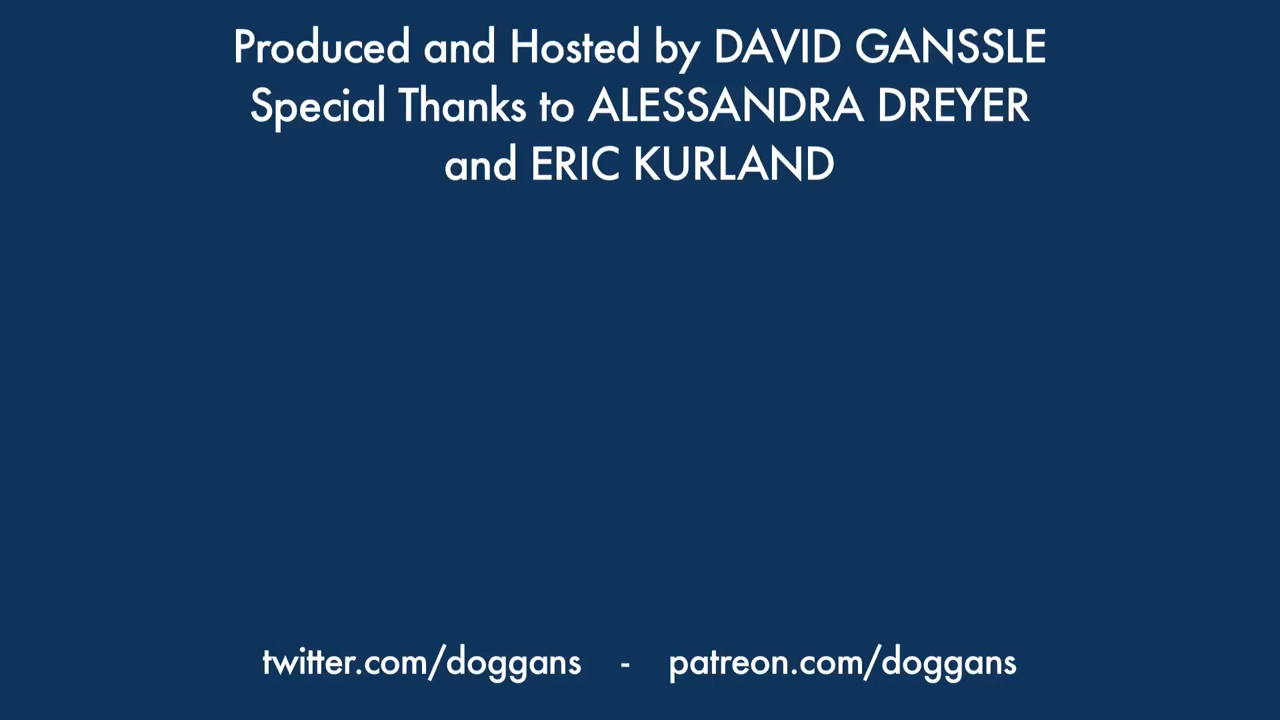 Produced and Hosted by DAVID GANSSLE
Special Thanks to ALESSANDRA DREYER
and ERIC KURLAND
twitter.com/doggans - patreon.com/doggans